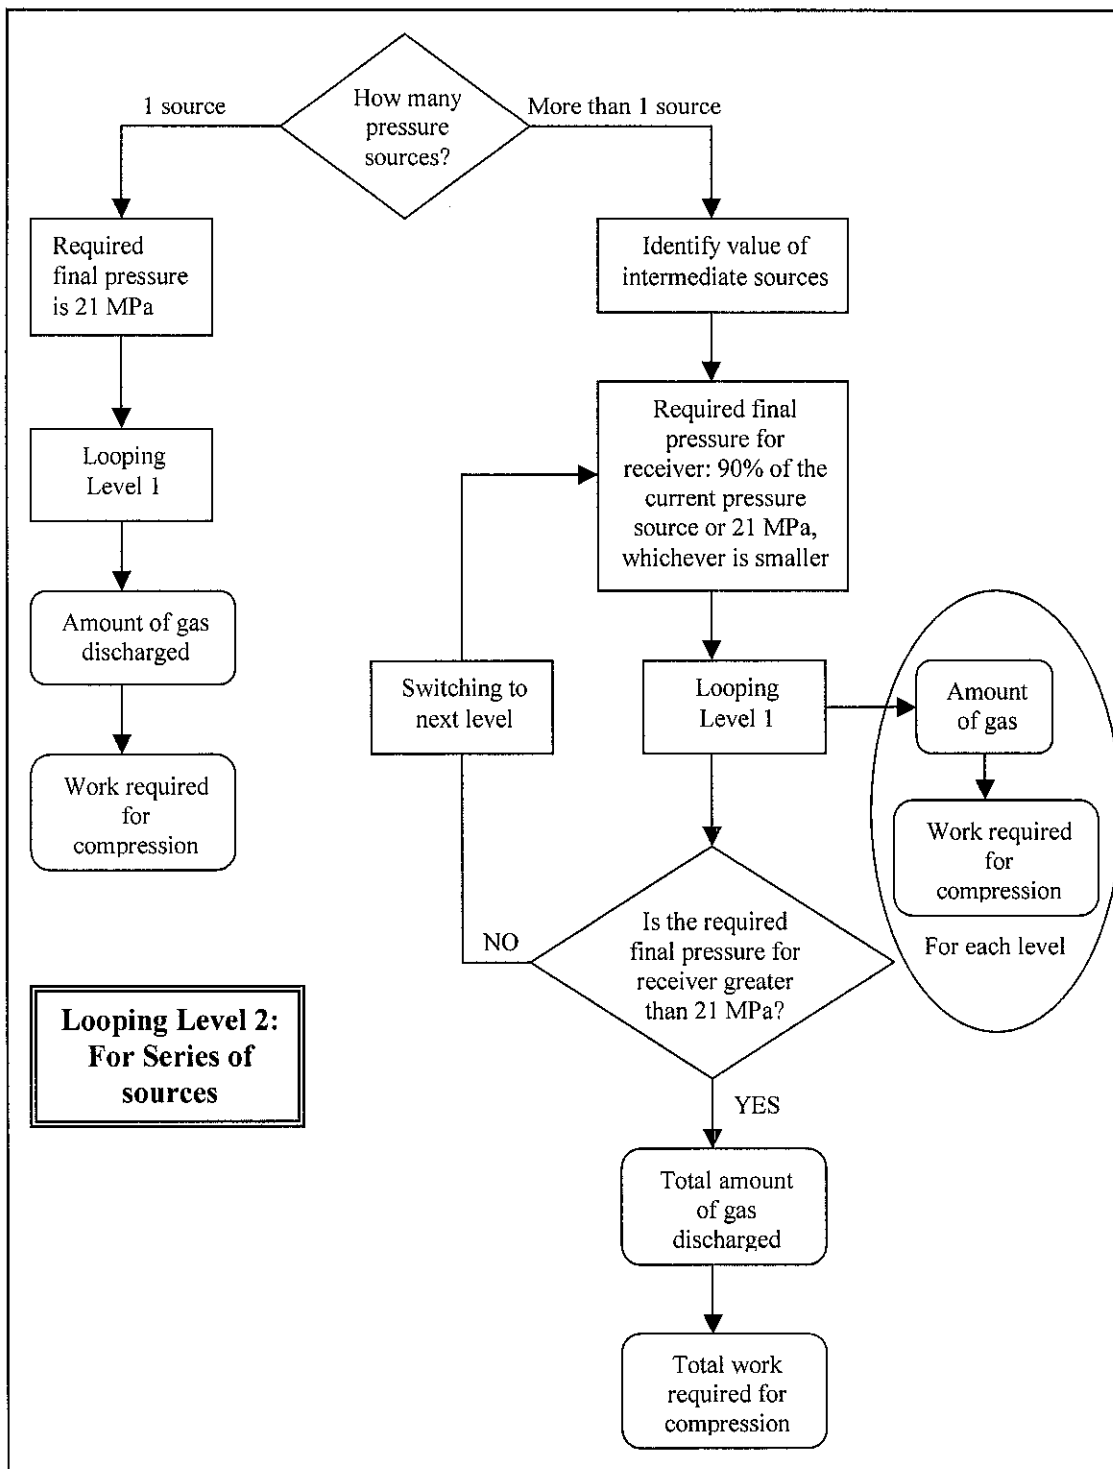 How many
pressure
sources?
1 source
More than 1 source
Required
final pressure
is 21 MPa
Looping
Level 1
Amount of gas
discharged
Work required
for
compression
Identify value of
intermediate sources
Required final
pressure for
receiver: 90% of the
current pressure
source or 21 MPa,
whichever is smaller
Switching to
next level
Looping
Level 1
Amount
of gas
Work required
for
compression
For each level
Is the required
final pressure for
receiver greater
than 21 MPa?
NO
YES
Total amount
of gas
discharged
Total work
required for
compression
Looping Level 2:
For Series of
sources